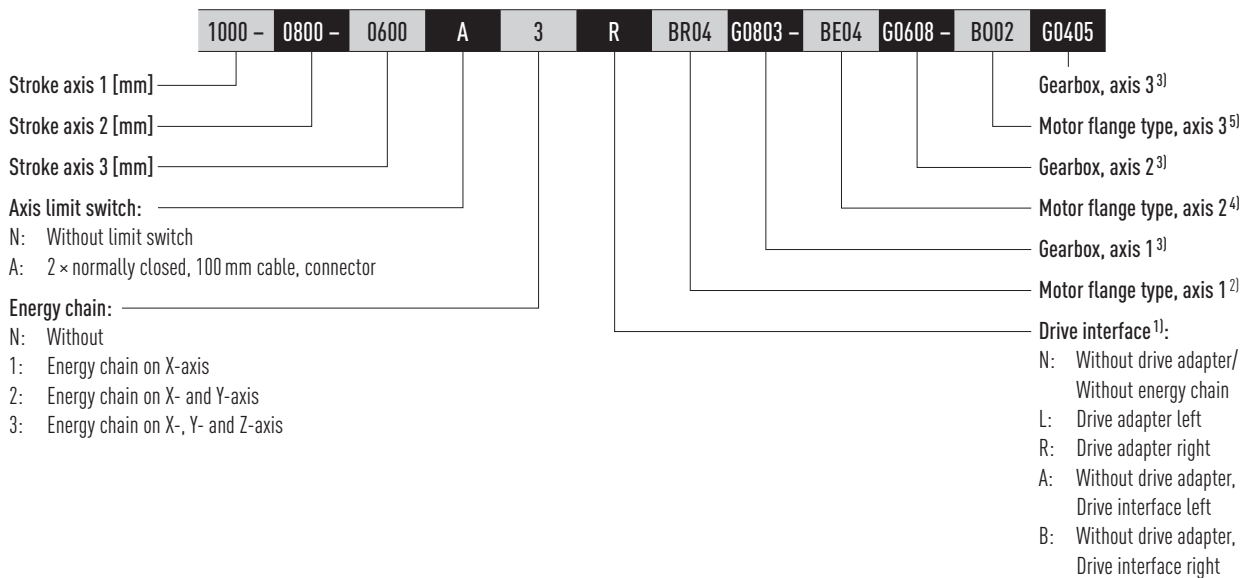 1000 – 0800 – 0600 A 3 R BR04 G0803 – BE04 G0608 – B002 G0405
Stroke axis 1 [mm]
Stroke axis 2 [mm]
Stroke axis 3 [mm]
Axis limit switch:
N: Without limit switch
A: 2 × normally closed, 100 mm cable, connector
Energy chain:
N: Without
1: Energy chain on X-axis
2: Energy chain on X- and Y-axis
3: Energy chain on X-, Y- and Z-axis
Gearbox, axis 3 3)
Motor flange type, axis 3 5)
Gearbox, axis 2 3)
Motor flange type, axis 2 4)
Gearbox, axis 1 3)
Motor flange type, axis 1 2)
Drive interface 1):
N: Without drive adapter/
Without energy chain
L: Drive adapter left
R: Drive adapter right
A: Without drive adapter,
Drive interface left
B: Without drive adapter,
Drive interface right